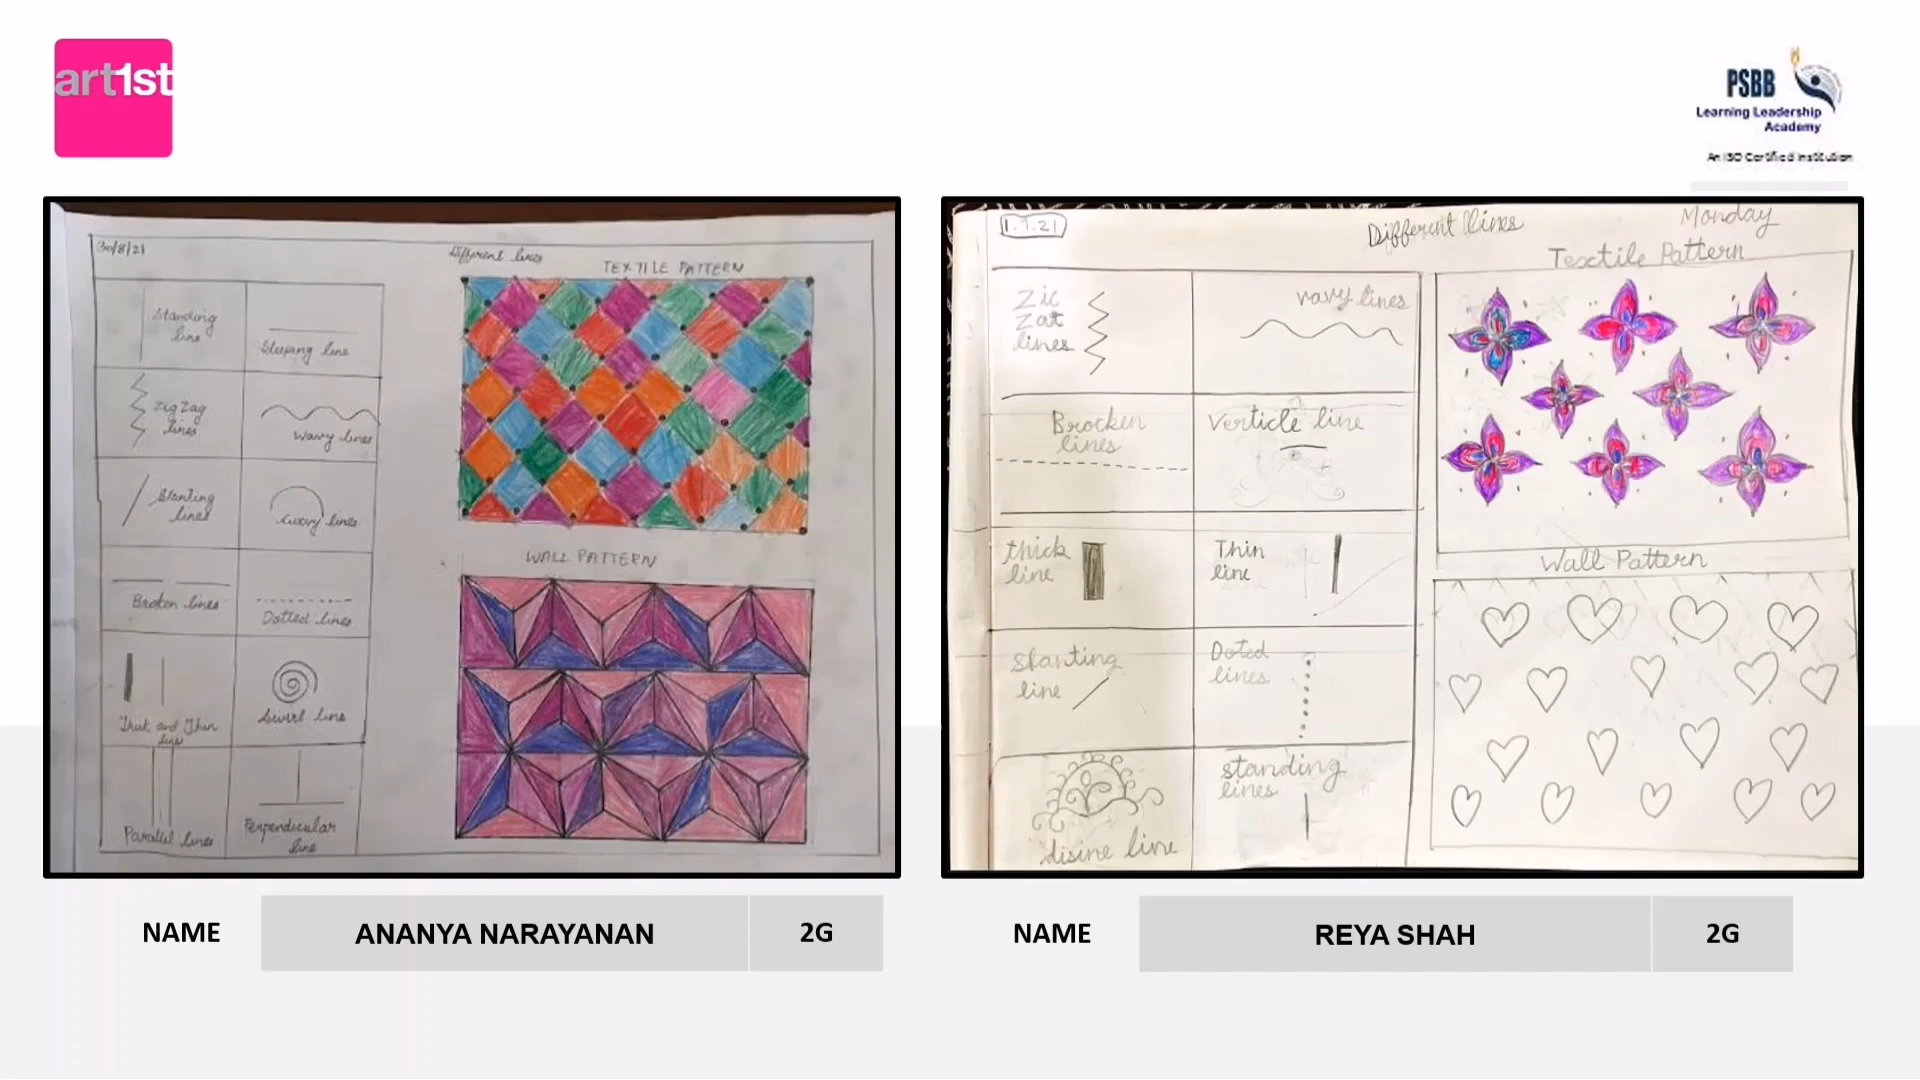 art1st
PSBB
Learning Leadership
Academy
An ISO Certified Institution
30/8/21
Different lines
TEXTILE PATTERN
Standing
line
Sleeping line
Zig Zag
lines
Wavy lines
Slanting
lines
Curvy lines
Broken lines
Dotted lines
and Thin
line
Swirl line
Parallel lines
Perpendicular
line
WALL PATTERN
1.9.21
Different lines
Monday
Textile Pattern
Zic
Zat
lines
vavy lines
Brocken
lines
Verticle line
thick
line
Thin
line
slanting
line
Doted
lines
disine line
standing
lines
Wall Pattern
NAME
ANANYA NARAYANAN
2G
NAME
REYA SHAH
2G